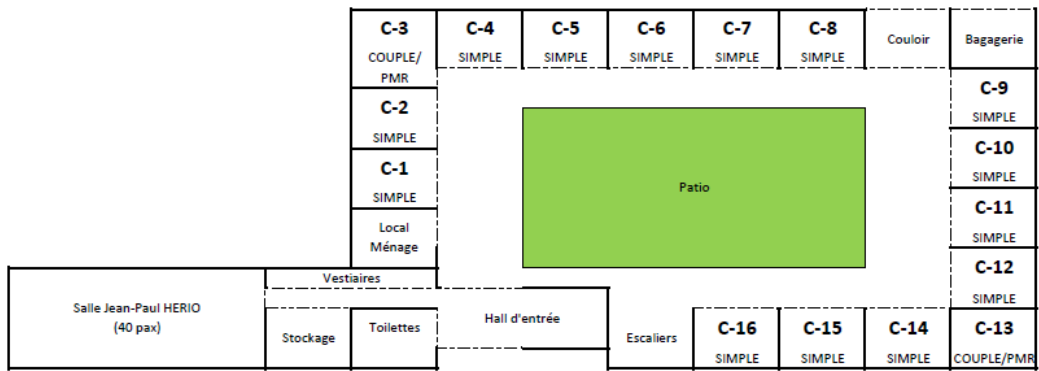 C-3
COUPLE/
PMR
C-4
SIMPLE
C-5
SIMPLE
C-6
SIMPLE
C-7
SIMPLE
C-8
SIMPLE
Couloir
Bagagerie
C-2
SIMPLE
C-1
SIMPLE
Local
Ménage
Patio
C-9
SIMPLE
C-10
SIMPLE
C-11
SIMPLE
C-12
SIMPLE
Vestiaires
Salle Jean-Paul HERIO
(40 pax)
Stockage
Toilettes
Hall d'entrée
Escaliers
C-16
SIMPLE
C-15
SIMPLE
C-14
SIMPLE
C-13
COUPLE/PMR